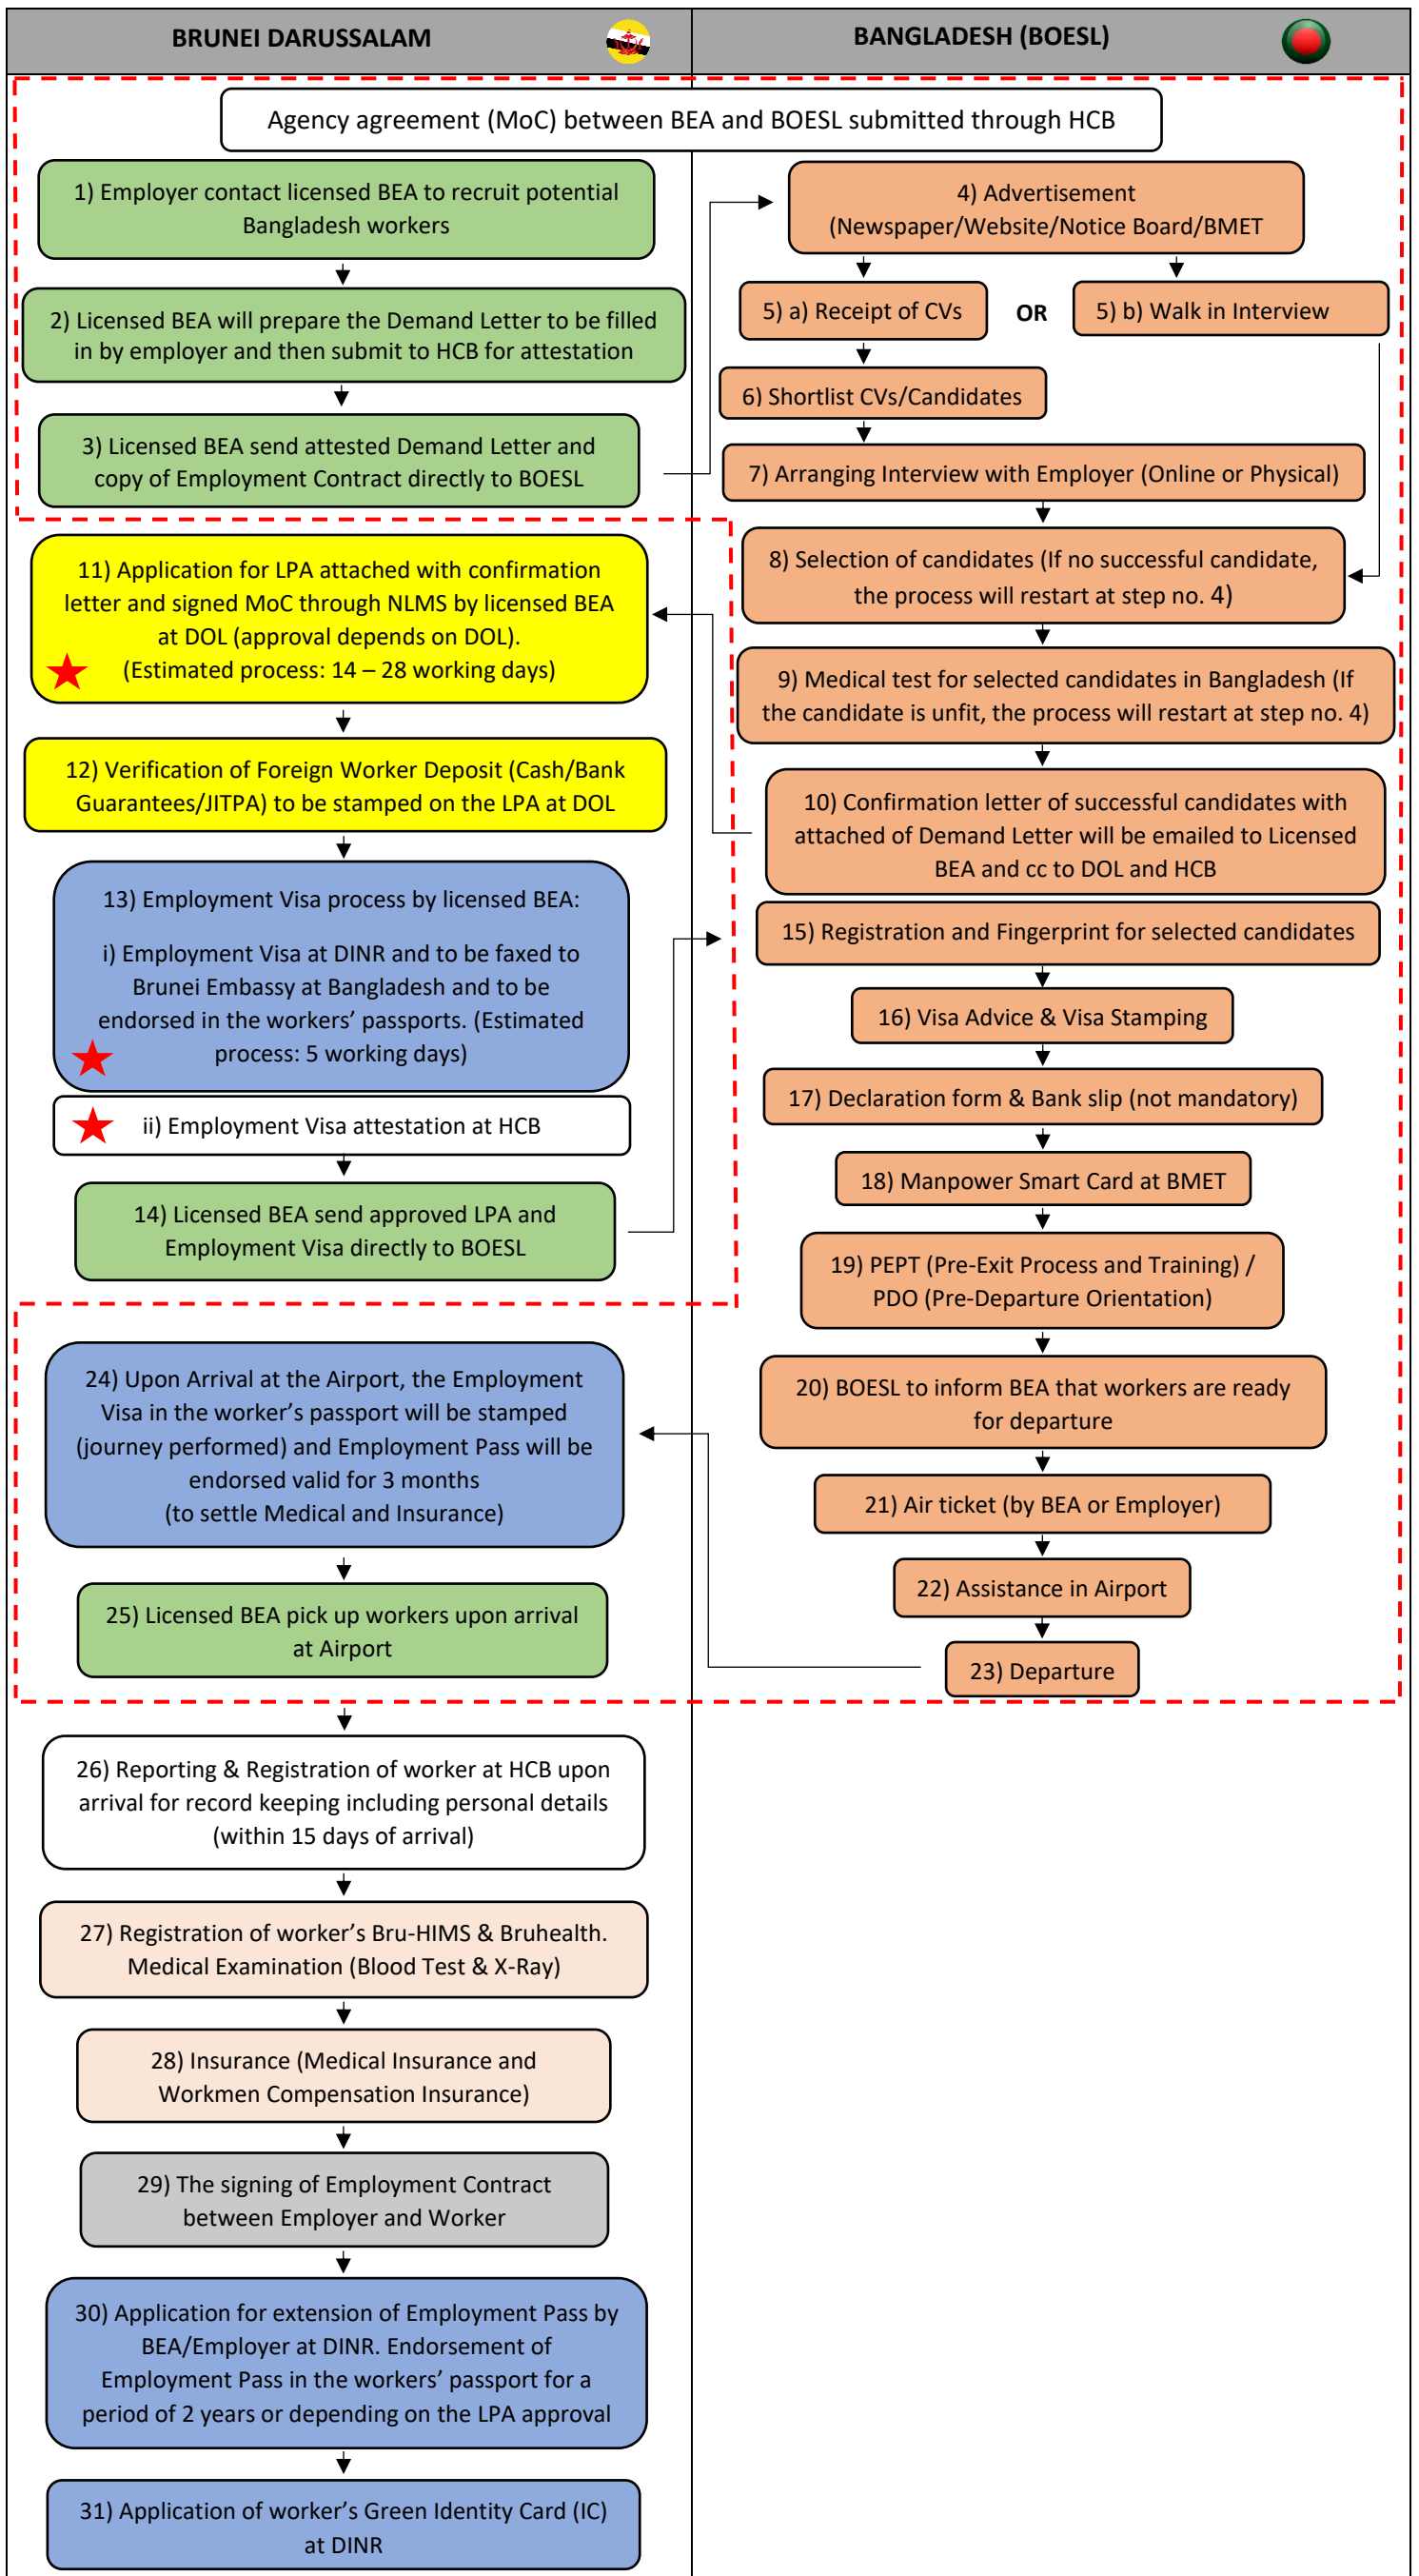 BRUNEI DARUSSALAM
BANGLADESH (BOESL)
Agency agreement (MoC) between BEA and BOESL submitted through HCB
1) Employer contact licensed BEA to recruit potential
Bangladesh workers
2) Licensed BEA will prepare the Demand Letter to be filled
in by employer and then submit to HCB for attestation
3) Licensed BEA send attested Demand Letter and
copy of Employment Contract directly to BOESL
4) Advertisement
(Newspaper/Website/Notice Board/BMET
5) a) Receipt of CVs
OR
5) b) Walk in Interview
6) Shortlist CVs/Candidates
7) Arranging Interview with Employer (Online or Physical)
8) Selection of candidates (If no successful candidate,
the process will restart at step no. 4)
9) Medical test for selected candidates in Bangladesh (If
the candidate is unfit, the process will restart at step no. 4)
10) Confirmation letter of successful candidates with
attached of Demand Letter will be emailed to Licensed
BEA and cc to DOL and HCB
11) Application for LPA attached with confirmation
letter and signed MoC through NLMS by licensed BEA
at DOL (approval depends on DOL).
(Estimated process: 14 – 28 working days)
12) Verification of Foreign Worker Deposit (Cash/Bank
Guarantees/JITPA) to be stamped on the LPA at DOL
13) Employment Visa process by licensed BEA:
i) Employment Visa at DINR and to be faxed to
Brunei Embassy at Bangladesh and to be
endorsed in the workers’ passports. (Estimated
process: 5 working days)
ii) Employment Visa attestation at HCB
14) Licensed BEA send approved LPA and
Employment Visa directly to BOESL
15) Registration and Fingerprint for selected candidates
16) Visa Advice & Visa Stamping
17) Declaration form & Bank slip (not mandatory)
18) Manpower Smart Card at BMET
19) PEPT (Pre-Exit Process and Training) /
PDO (Pre-Departure Orientation)
20) BOESL to inform BEA that workers are ready
for departure
21) Air ticket (by BEA or Employer)
22) Assistance in Airport
23) Departure
24) Upon Arrival at the Airport, the Employment
Visa in the worker’s passport will be stamped
(journey performed) and Employment Pass will be
endorsed valid for 3 months
(to settle Medical and Insurance)
25) Licensed BEA pick up workers upon arrival
at Airport
26) Reporting & Registration of worker at HCB upon
arrival for record keeping including personal details
(within 15 days of arrival)
27) Registration of worker’s Bru-HIMS & Bruhealth.
Medical Examination (Blood Test & X-Ray)
28) Insurance (Medical Insurance and
Workmen Compensation Insurance)
29) The signing of Employment Contract
between Employer and Worker
30) Application for extension of Employment Pass by
BEA/Employer at DINR. Endorsement of
Employment Pass in the workers’ passport for a
period of 2 years or depending on the LPA approval
31) Application of worker’s Green Identity Card (IC)
at DINR